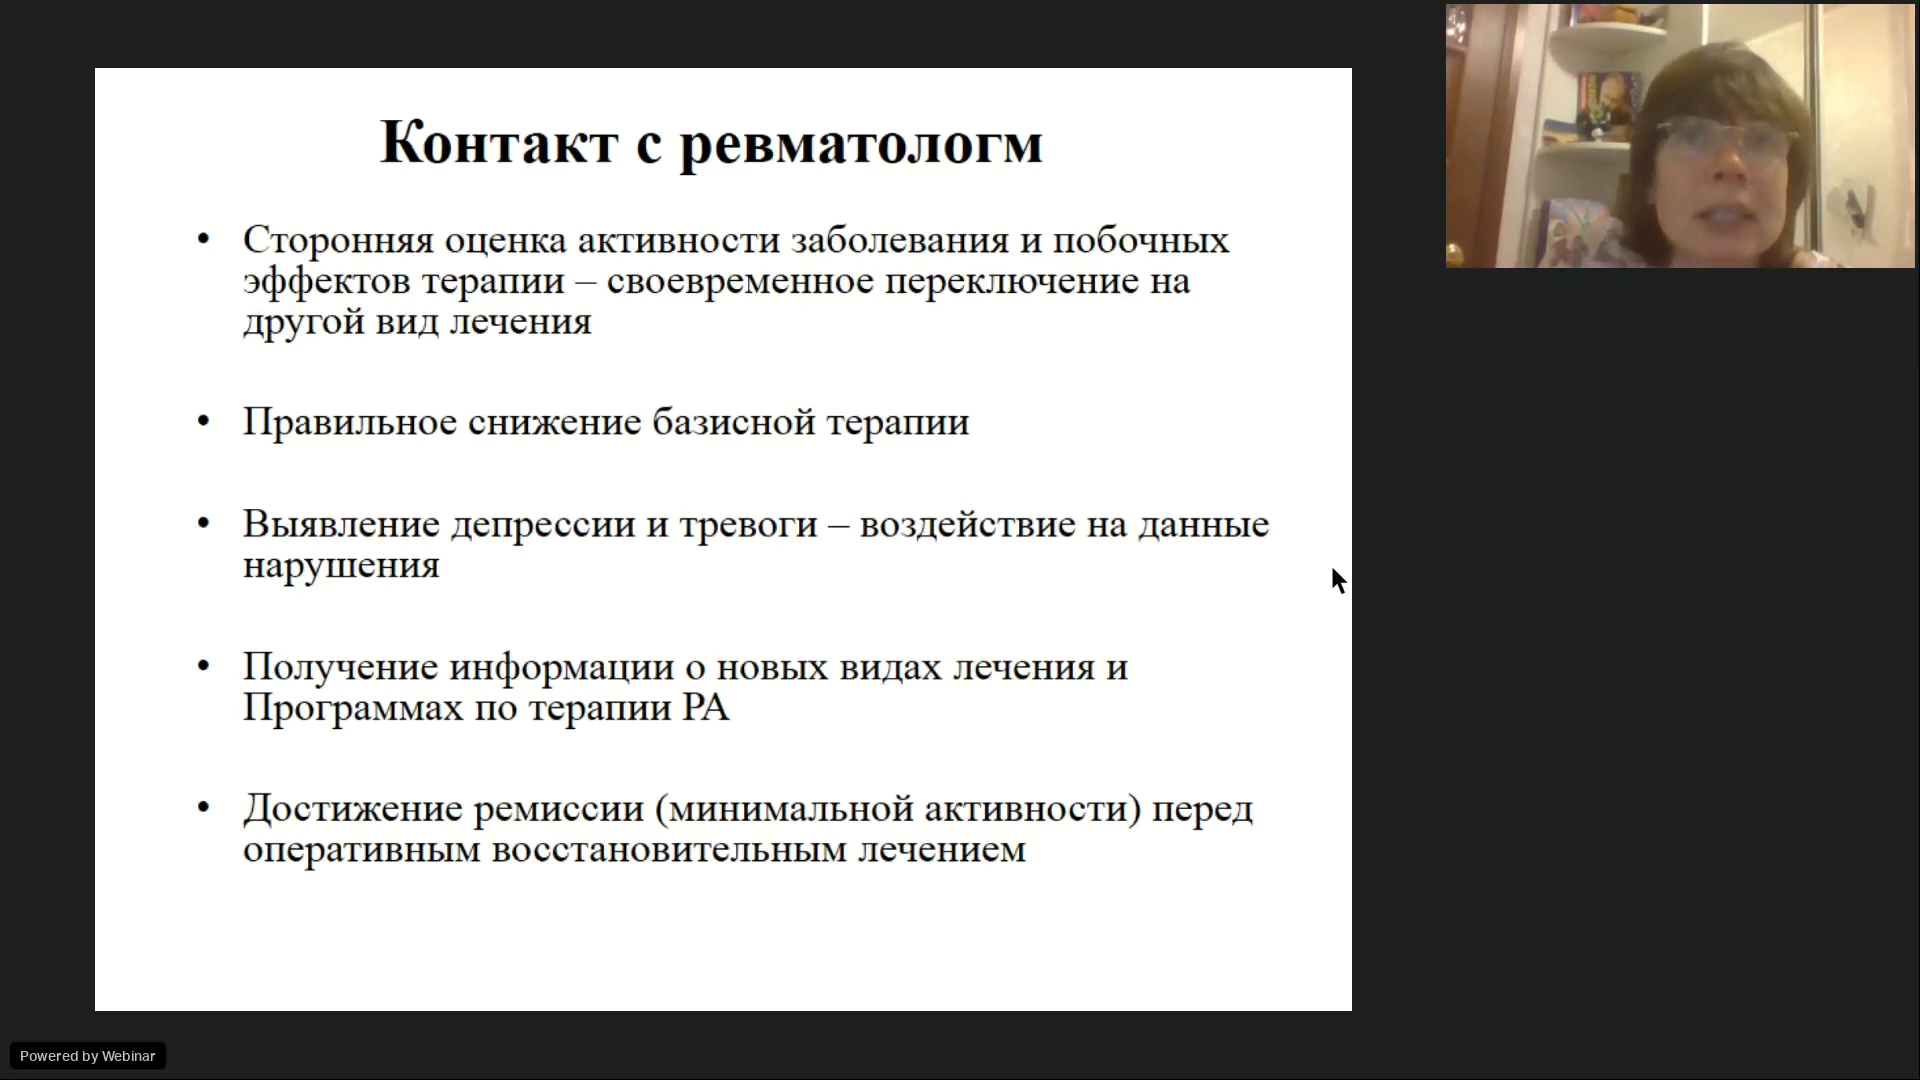 Контакт с ревматологм
• Сторонняя оценка активности заболевания и побочных
эффектов терапии – своевременное переключение на
другой вид лечения
• Правильное снижение базисной терапии
• Выявление депрессии и тревоги – воздействие на данные
нарушения
• Получение информации о новых видах лечения и
Программах по терапии РА
• Достижение ремиссии (минимальной активности) перед
оперативным восстановительным лечением
Powered by Webinar